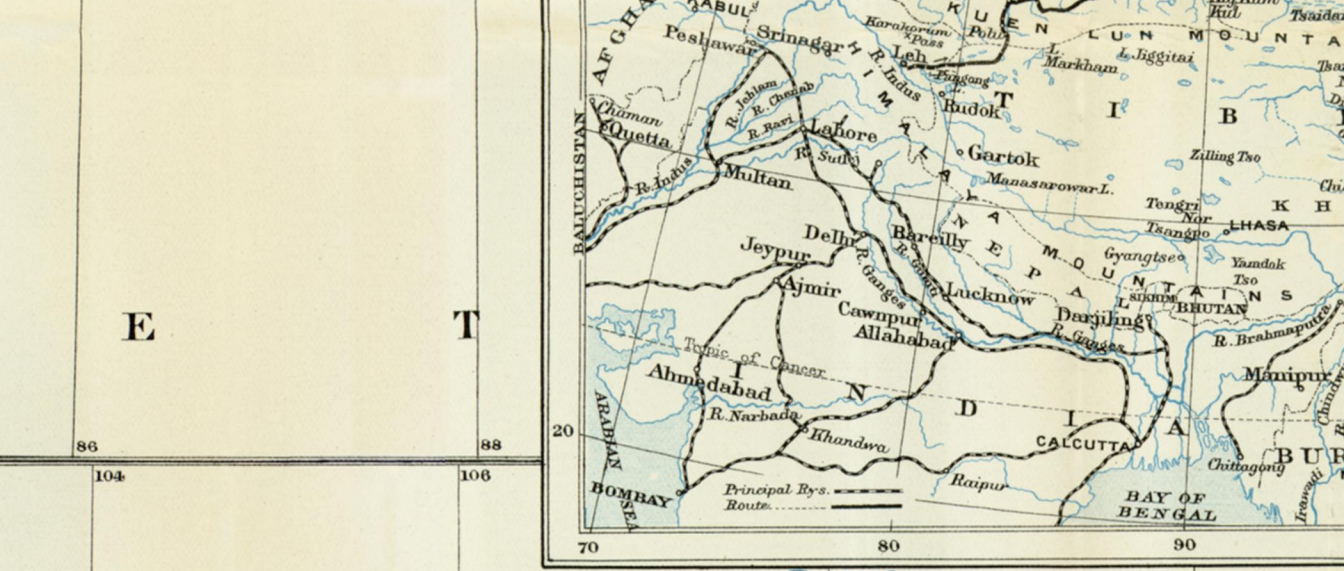 KABUL
AFGHA
Peshawar
Srinagar
Karakorum
Pass
Leh
R. Indus
Pangong
L.
KUEN LUN MOUNTA
L. Jiggitai
L.
Markham
Tsaida
Rudok
TIB
Chaman
Quetta
R. Jehlam
R. Chenab
R. Ravi
Lahore
R. Sutlej
Gartok
Zilling Tso
Manasarowar L.
HIMALAYA MOUNTAINS
BALUCHISTAN
R. Indus
Multan
Tengri
Nor
Tsangpo
KH
LHASA
Delhi
Bareilly
Jeypur
NEPAL
Gyangtse
Yamdok
Tso
Ajmir
R. Ganges
Lucknow
SIKHIM
BHUTAN
Cawnpur
Darjiling
Allahabad
R. Ganges
R. Brahmaputra
E T
Tropic of Cancer
Ahmedabad
INDIA
Manipur
R. Narbada
Khandwa
CALCUTTA
Chittagong
BUR
Irawadi
ARABIAN
SEA
BOMBAY
Raipur
BAY OF
BENGAL
Principal Rys.
Route
20
86 88
104 106
70 80 90